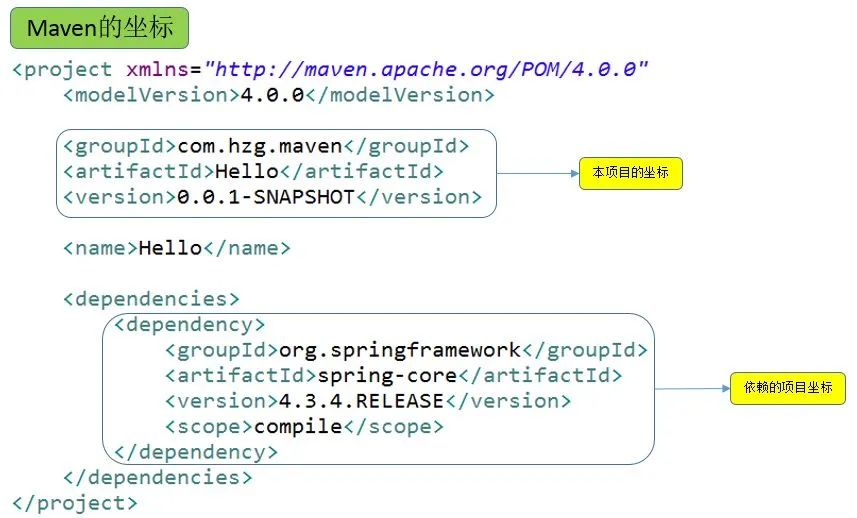 Maven的坐标
<project xmlns="http://maven.apache.org/POM/4.0.0"
<modelVersion>4.0.0</modelVersion>
<groupId>com.hzg.maven</groupId>
<artifactId>Hello</artifactId>
<version>0.0.1-SNAPSHOT</version>
本项目的坐标
<name>Hello</name>
<dependencies>
<dependency>
<groupId>org.springframework</groupId>
<artifactId>spring-core</artifactId>
<version>4.3.4.RELEASE</version>
<scope>compile</scope>
</dependency>
依赖的项目坐标
</dependencies>
</project>